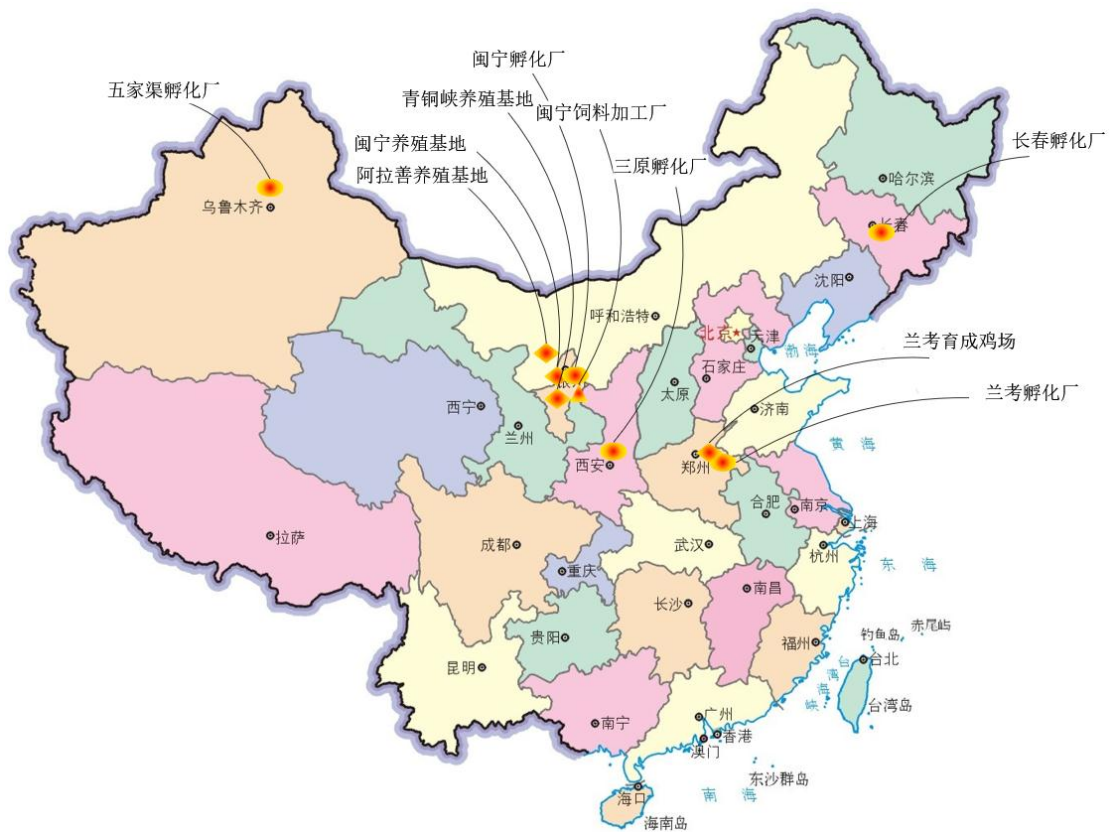 闽宁孵化厂
五家渠孵化厂
青铜峡养殖基地
闽宁饲料加工厂
长春孵化厂
闽宁养殖基地
三原孵化厂
阿拉善养殖基地
哈尔滨
乌鲁木齐
长春
沈阳
呼和浩特
北京
天津
兰考育成鸡场
渤海
石家庄
太原
兰考孵化厂
西宁
济南
兰州
黄海
西安
郑州
合肥
南京
上海
拉萨
成都
武汉
杭州
东海
重庆
南昌
长沙
钓鱼岛
赤尾屿
贵阳
福州
台北
昆明
台湾海峡
台湾岛
广州
南宁
香港
澳门
东沙群岛
海口
南海
海南岛